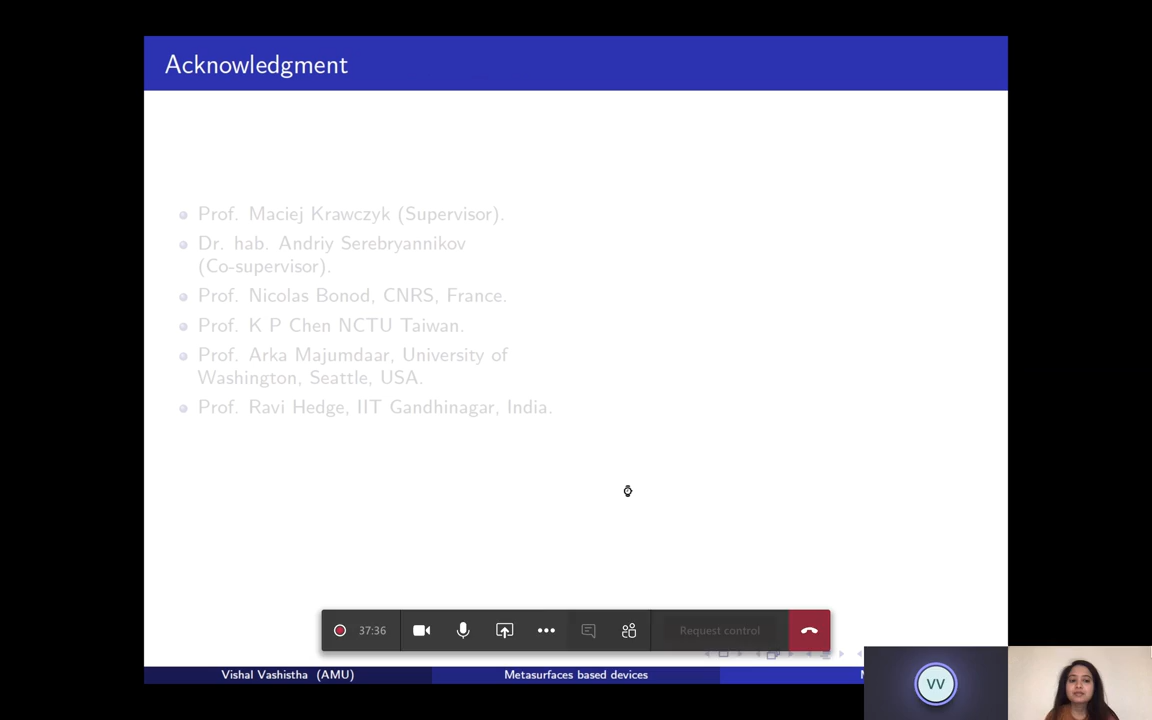 Acknowledgment
Prof. Maciej Krawczyk (Supervisor).
Dr. hab. Andriy Serebryannikov
(Co-supervisor).
Prof. Nicolas Bonod, CNRS, France.
Prof. K P Chen NCTU Taiwan.
Prof. Arka Majumdaar, University of
Washington, Seattle, USA.
Prof. Ravi Hedge, IIT Gandhinagar, India.
37:36
Request control
Vishal Vashistha (AMU)
Metasurfaces based devices
VV